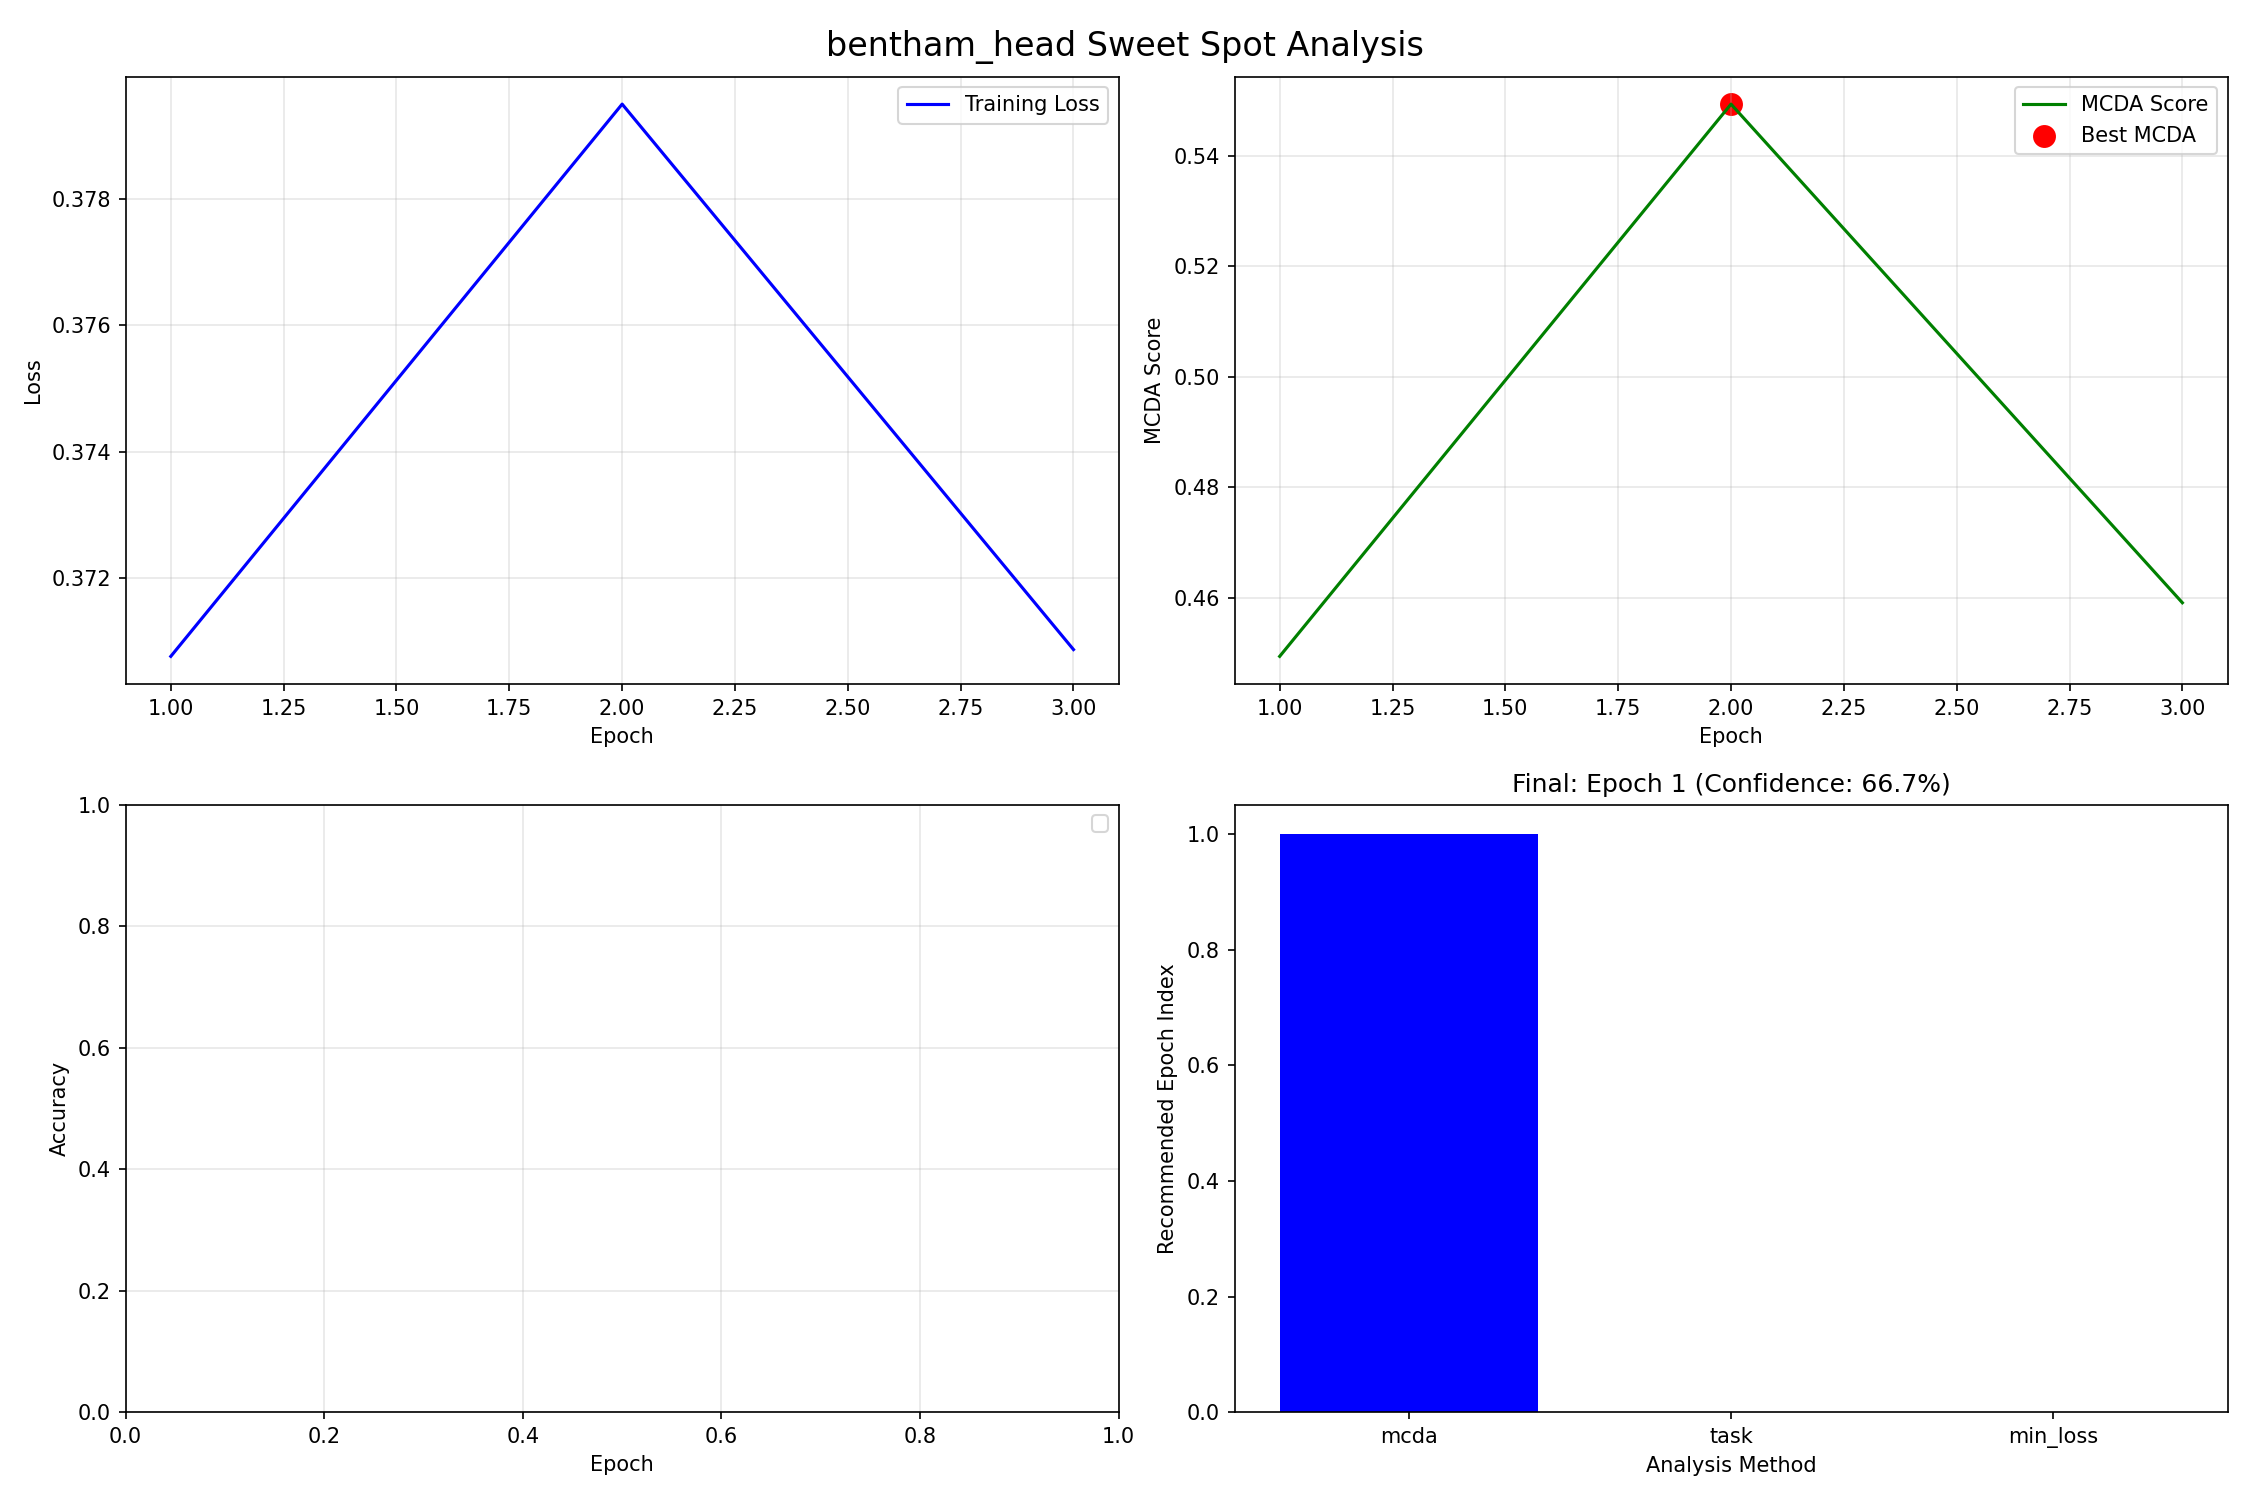 bentham_head Sweet Spot Analysis
Training Loss
0.378
0.376
0.374
0.372
Loss
1.00 1.25 1.50 1.75 2.00 2.25 2.50 2.75 3.00
Epoch
MCDA Score
Best MCDA
0.54
0.52
0.50
0.48
0.46
MCDA Score
1.00 1.25 1.50 1.75 2.00 2.25 2.50 2.75 3.00
Epoch
1.0
0.8
0.6
0.4
0.2
0.0
Accuracy
0.0 0.2 0.4 0.6 0.8 1.0
Epoch
Final: Epoch 1 (Confidence: 66.7%)
1.0
0.8
0.6
0.4
0.2
0.0
Recommended Epoch Index
mcda task min_loss
Analysis Method